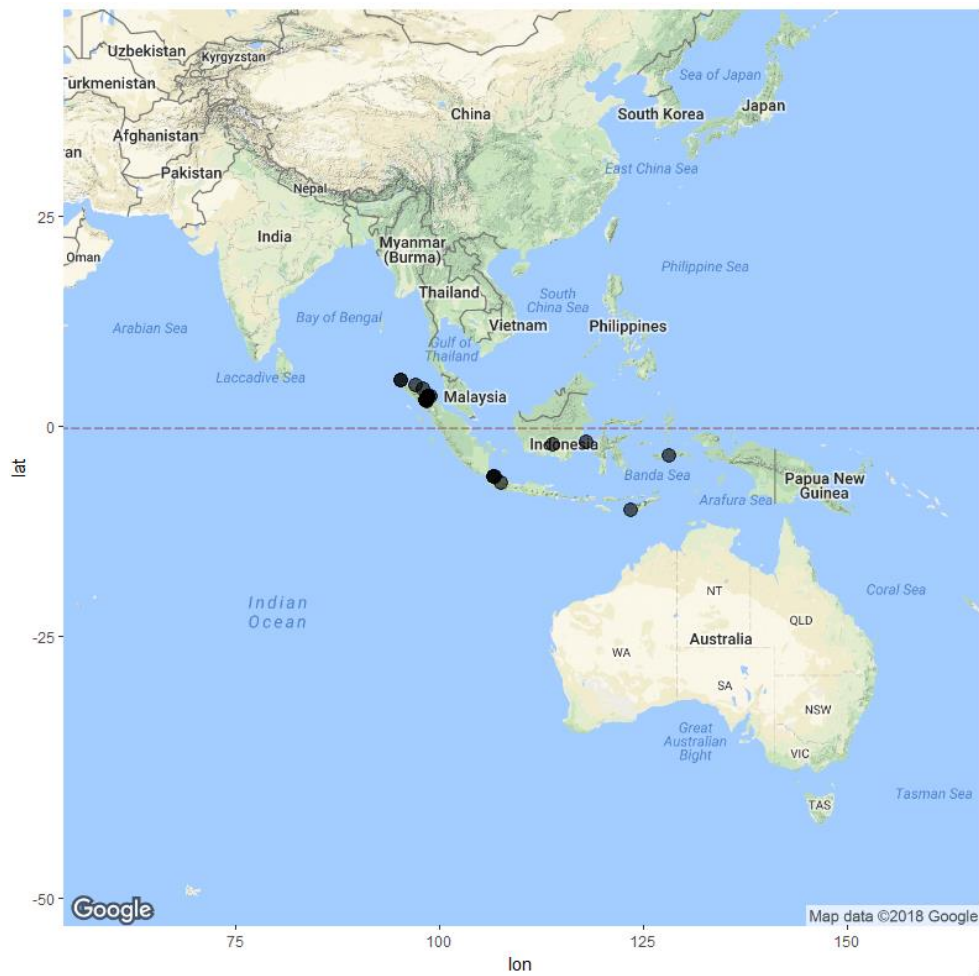 Uzbekistan
Kyrgyzstan
Turkmenistan
Sea of Japan
China
South Korea
Japan
Afghanistan
ran
Pakistan
East China Sea
Nepal
25
India
Myanmar
(Burma)
Oman
Philippine Sea
Thailand
South
China Sea
Bay of Bengal
Arabian Sea
Vietnam
Philippines
Gulf of
Thailand
Laccadive Sea
Malaysia
0
Indonesia
lat
Banda Sea
Papua New
Guinea
Arafura Sea
NT
Coral Sea
Indian
Ocean
QLD
-25
Australia
WA
SA
NSW
Great
Australian
Bight
VIC
Tasman Sea
TAS
-50
Google
Map data ©2018 Google
75
100
125
150
lon